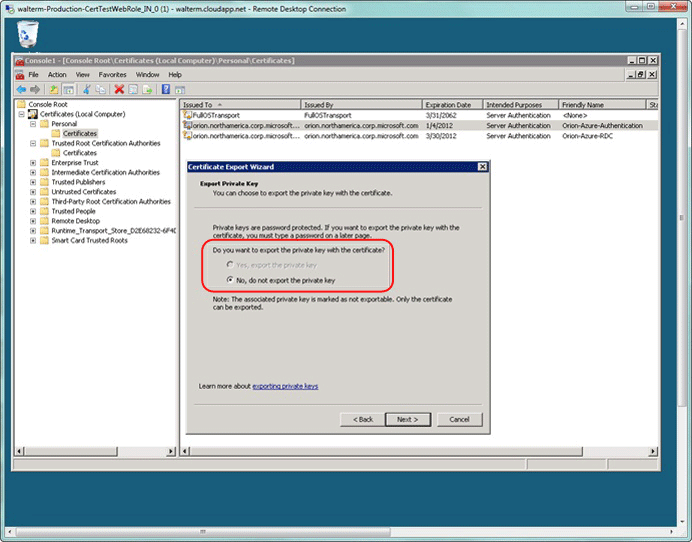 walterm-Production-CertTestWebRole_IN_0 (1) - walterm.cloudapp.net - Remote Desktop Connection
Console1 - [Console Root\Certificates (Local Computer)\Personal\Certificates]
File Action View Favorites Window Help
Console Root
Certificates (Local Computer)
Personal
Certificates
Trusted Root Certification Authorities
Certificates
Enterprise Trust
Intermediate Certification Authorities
Trusted Publishers
Untrusted Certificates
Third-Party Root Certification Authorities
Trusted People
Remote Desktop
Runtime_Transport_Store_D2E68232-6F4D
Smart Card Trusted Roots
Issued To Issued By Expiration Date Intended Purposes Friendly Name Sta
FullOSTransport FullOSTransport 3/31/2062 Server Authentication <None>
orion.northamerica.corp.microsoft.... orion.northamerica.corp.microsoft.com 1/4/2012 Server Authentication Orion-Azure-Authentication
orion.northamerica.corp.microsoft.... orion.northamerica.corp.microsoft.com 3/30/2012 Server Authentication Orion-Azure-RDC
Certificate Export Wizard
Export Private Key
You can choose to export the private key with the certificate.
Private keys are password protected. If you want to export the private key with the
certificate, you must type a password on a later page.
Do you want to export the private key with the certificate?
Yes, export the private key
No, do not export the private key
Note: The associated private key is marked as not exportable. Only the certificate
can be exported.
Learn more about exporting private keys
< Back Next > Cancel